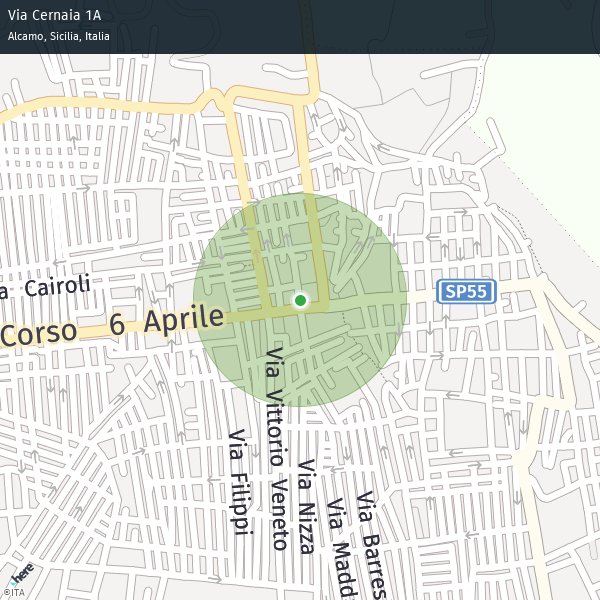 Via Cernaia 1A
Alcamo, Sicilia, Italia
a Cairoli
SP55
Corso 6 Aprile
Via Vittorio Veneto
Via Filippi
Via Nizza
Via Madd
Via Barres
here
©ITA